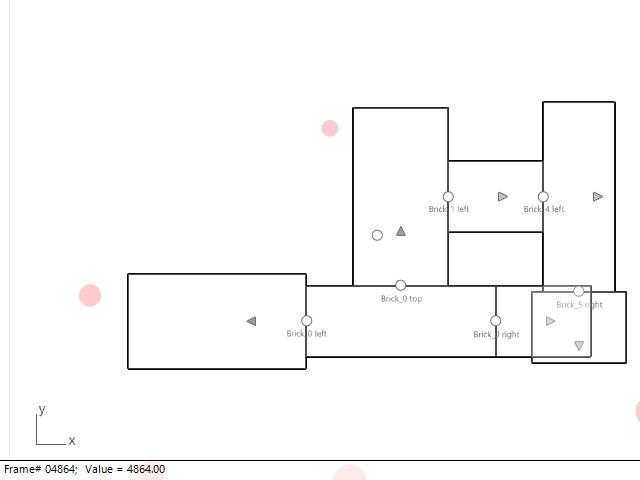 Brick_1 left
Brick_4 left
Brick_0 top
Brick_5 right
Brick_0 left
Brick_0 right
y
x
Frame# 04864; Value = 4864.00